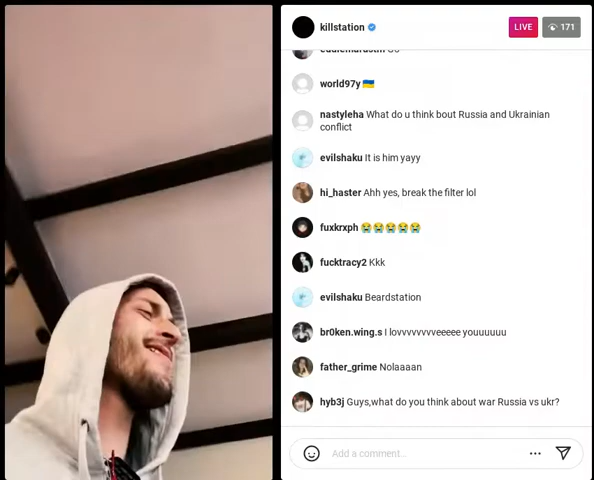 killstation
LIVE
171
world97y 🇺🇦
nastyleha What do u think bout Russia and Ukrainian
conflict
evilshaku It is him yayy
hi_haster Ahh yes, break the filter lol
fuxkrxph 😭😭😭😭😭
fucktracy2 Kkk
evilshaku Beardstation
br0ken.wing.s I lovvvvvvvveeeee youuuuuu
father_grime Nolaaaan
hyb3j Guys,what do you think about war Russia vs ukr?
Add a comment...